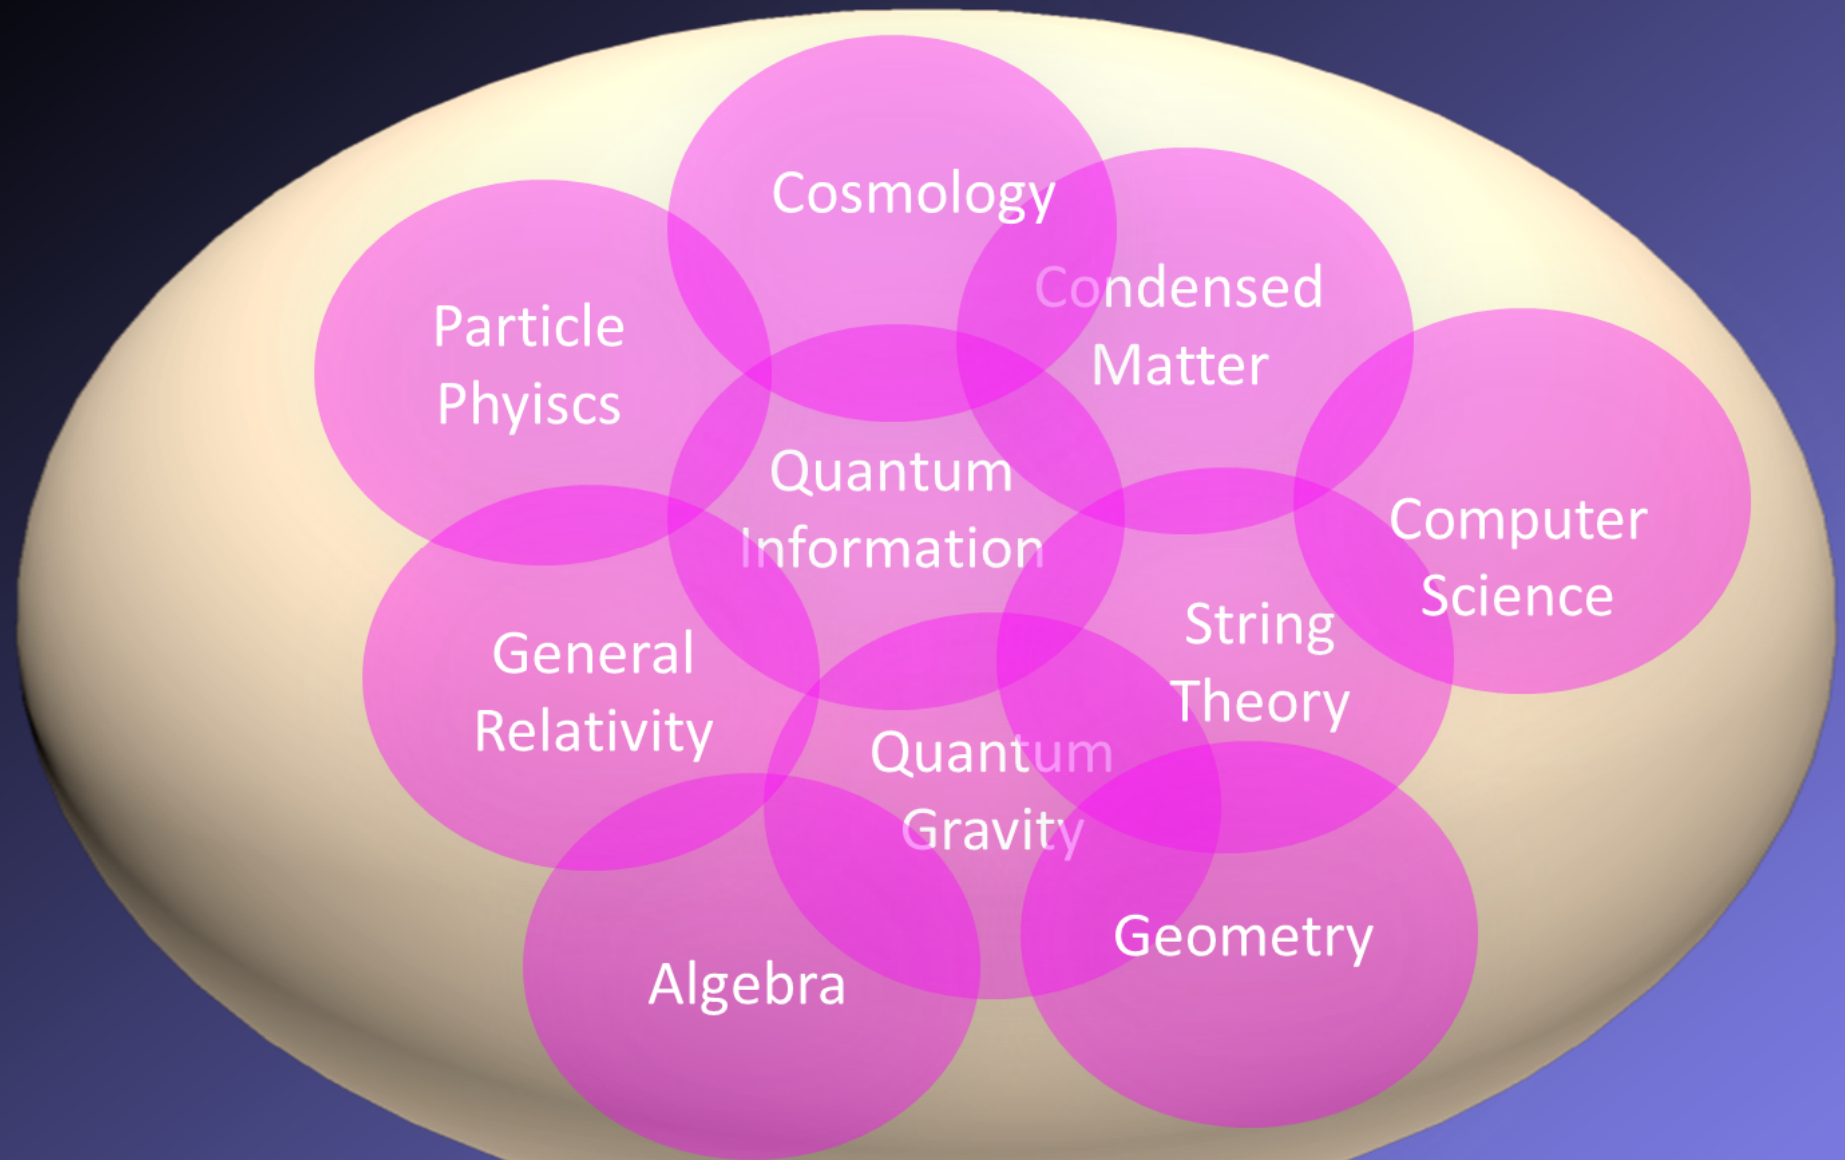 Cosmology
Condensed
Matter
Particle
Phyiscs
Quantum
Information
Computer
Science
String
Theory
General
Relativity
Quantum
Gravity
Geometry
Algebra